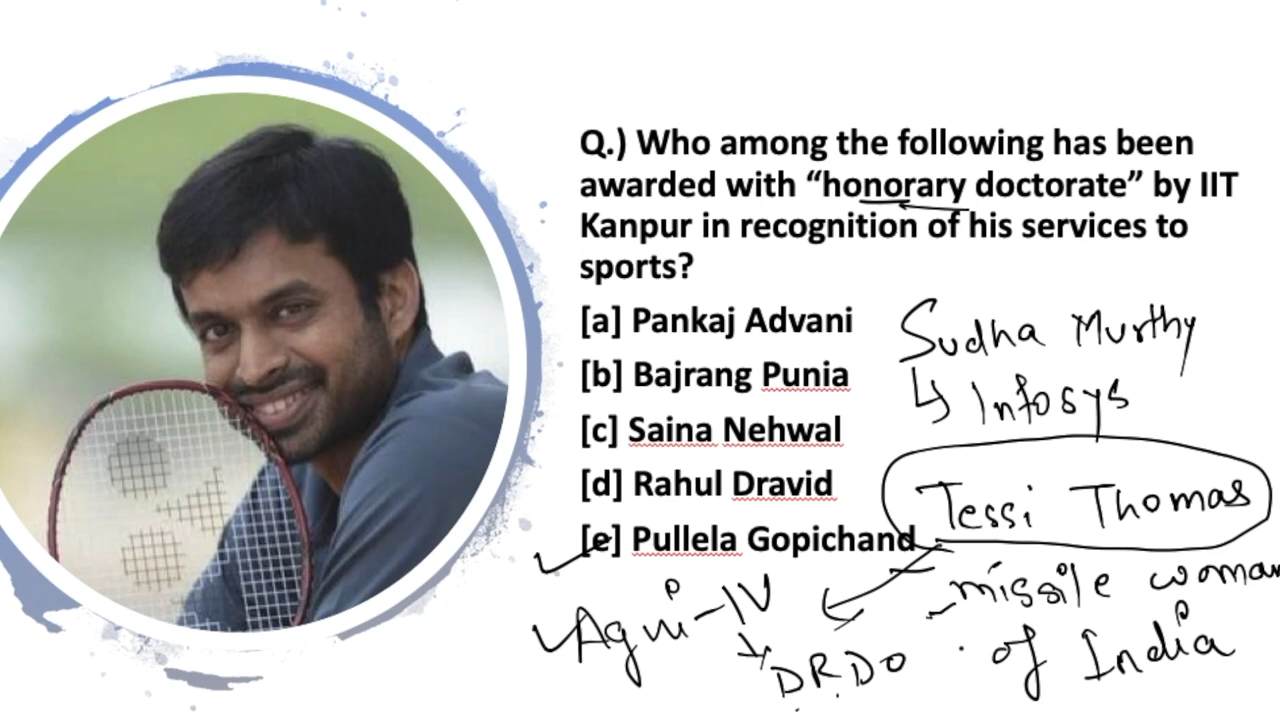 Q.) Who among the following has been
awarded with “honorary doctorate” by IIT
Kanpur in recognition of his services to
sports?
[a] Pankaj Advani
[b] Bajrang Punia
[c] Saina Nehwal
[d] Rahul Dravid
[e] Pullela Gopichand
Sudha Murthy
↳ Infosys
Tessi Thomas
missile woman
of India
Agni-IV
DRDO